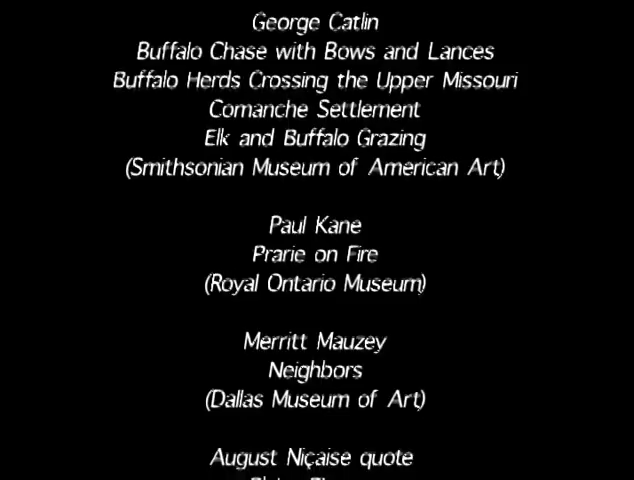 George Catlin
Buffalo Chase with Bows and Lances
Buffalo Herds Crossing the Upper Missouri
Comanche Settlement
Elk and Buffalo Grazing
(Smithsonian Museum of American Art)
Paul Kane
Prarie on Fire
(Royal Ontario Museum)
Merritt Mauzey
Neighbors
(Dallas Museum of Art)
August Niçaise quote